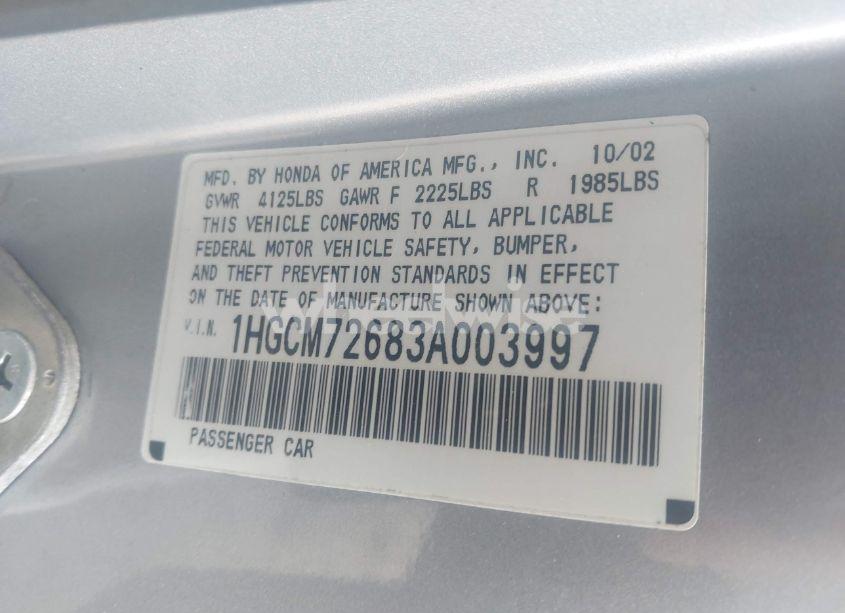 MFD. BY HONDA OF AMERICA MFG., INC. 10/02
GVWR 4125LBS GAWR F 2225LBS R 1985LBS
THIS VEHICLE CONFORMS TO ALL APPLICABLE
FEDERAL MOTOR VEHICLE SAFETY, BUMPER,
AND THEFT PREVENTION STANDARDS IN EFFECT
ON THE DATE OF MANUFACTURE SHOWN ABOVE:
V.I.N. 1HGCM72683A003997
PASSENGER CAR
wheelwise